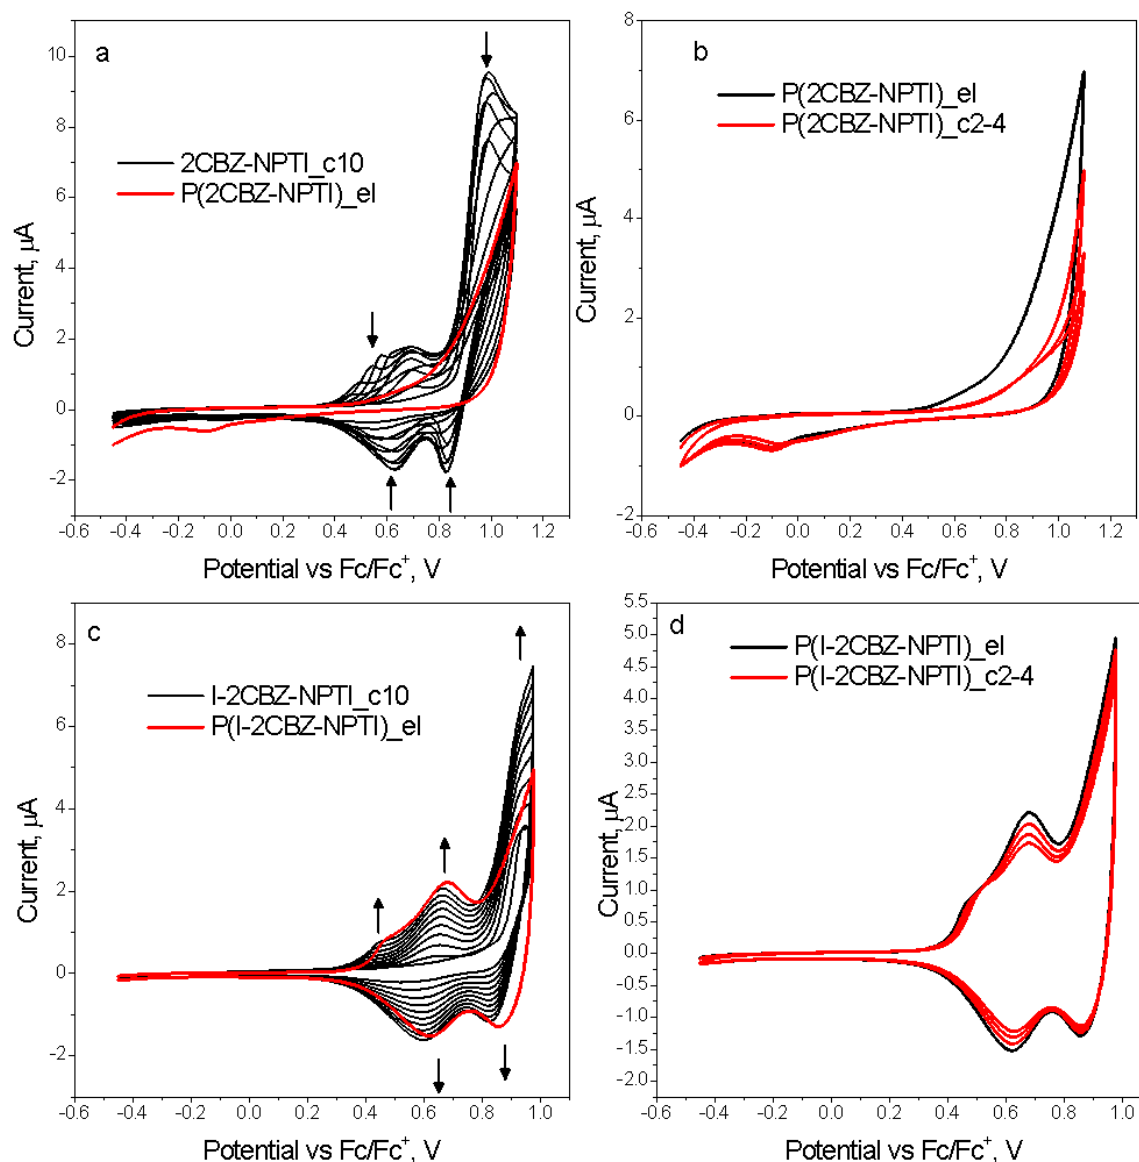 a
2CBZ-NPTI_c10
P(2CBZ-NPTI)_el
Current, µA
10
8
6
4
2
0
-2
-0.6 -0.4 -0.2 0.0 0.2 0.4 0.6 0.8 1.0 1.2
Potential vs Fc/Fc+, V
b
P(2CBZ-NPTI)_el
P(2CBZ-NPTI)_c2-4
Current, µA
8
6
4
2
0
-2
-0.6 -0.4 -0.2 0.0 0.2 0.4 0.6 0.8 1.0 1.2
Potential vs Fc/Fc+, V
c
I-2CBZ-NPTI_c10
P(I-2CBZ-NPTI)_el
Current, µA
8
6
4
2
0
-2
-0.6 -0.4 -0.2 0.0 0.2 0.4 0.6 0.8 1.0
Potential vs Fc/Fc+, V
d
P(I-2CBZ-NPTI)_el
P(I-2CBZ-NPTI)_c2-4
Current, µA
5.5
5.0
4.5
4.0
3.5
3.0
2.5
2.0
1.5
1.0
0.5
0.0
-0.5
-1.0
-1.5
-2.0
-0.6 -0.4 -0.2 0.0 0.2 0.4 0.6 0.8 1.0
Potential vs Fc/Fc+, V